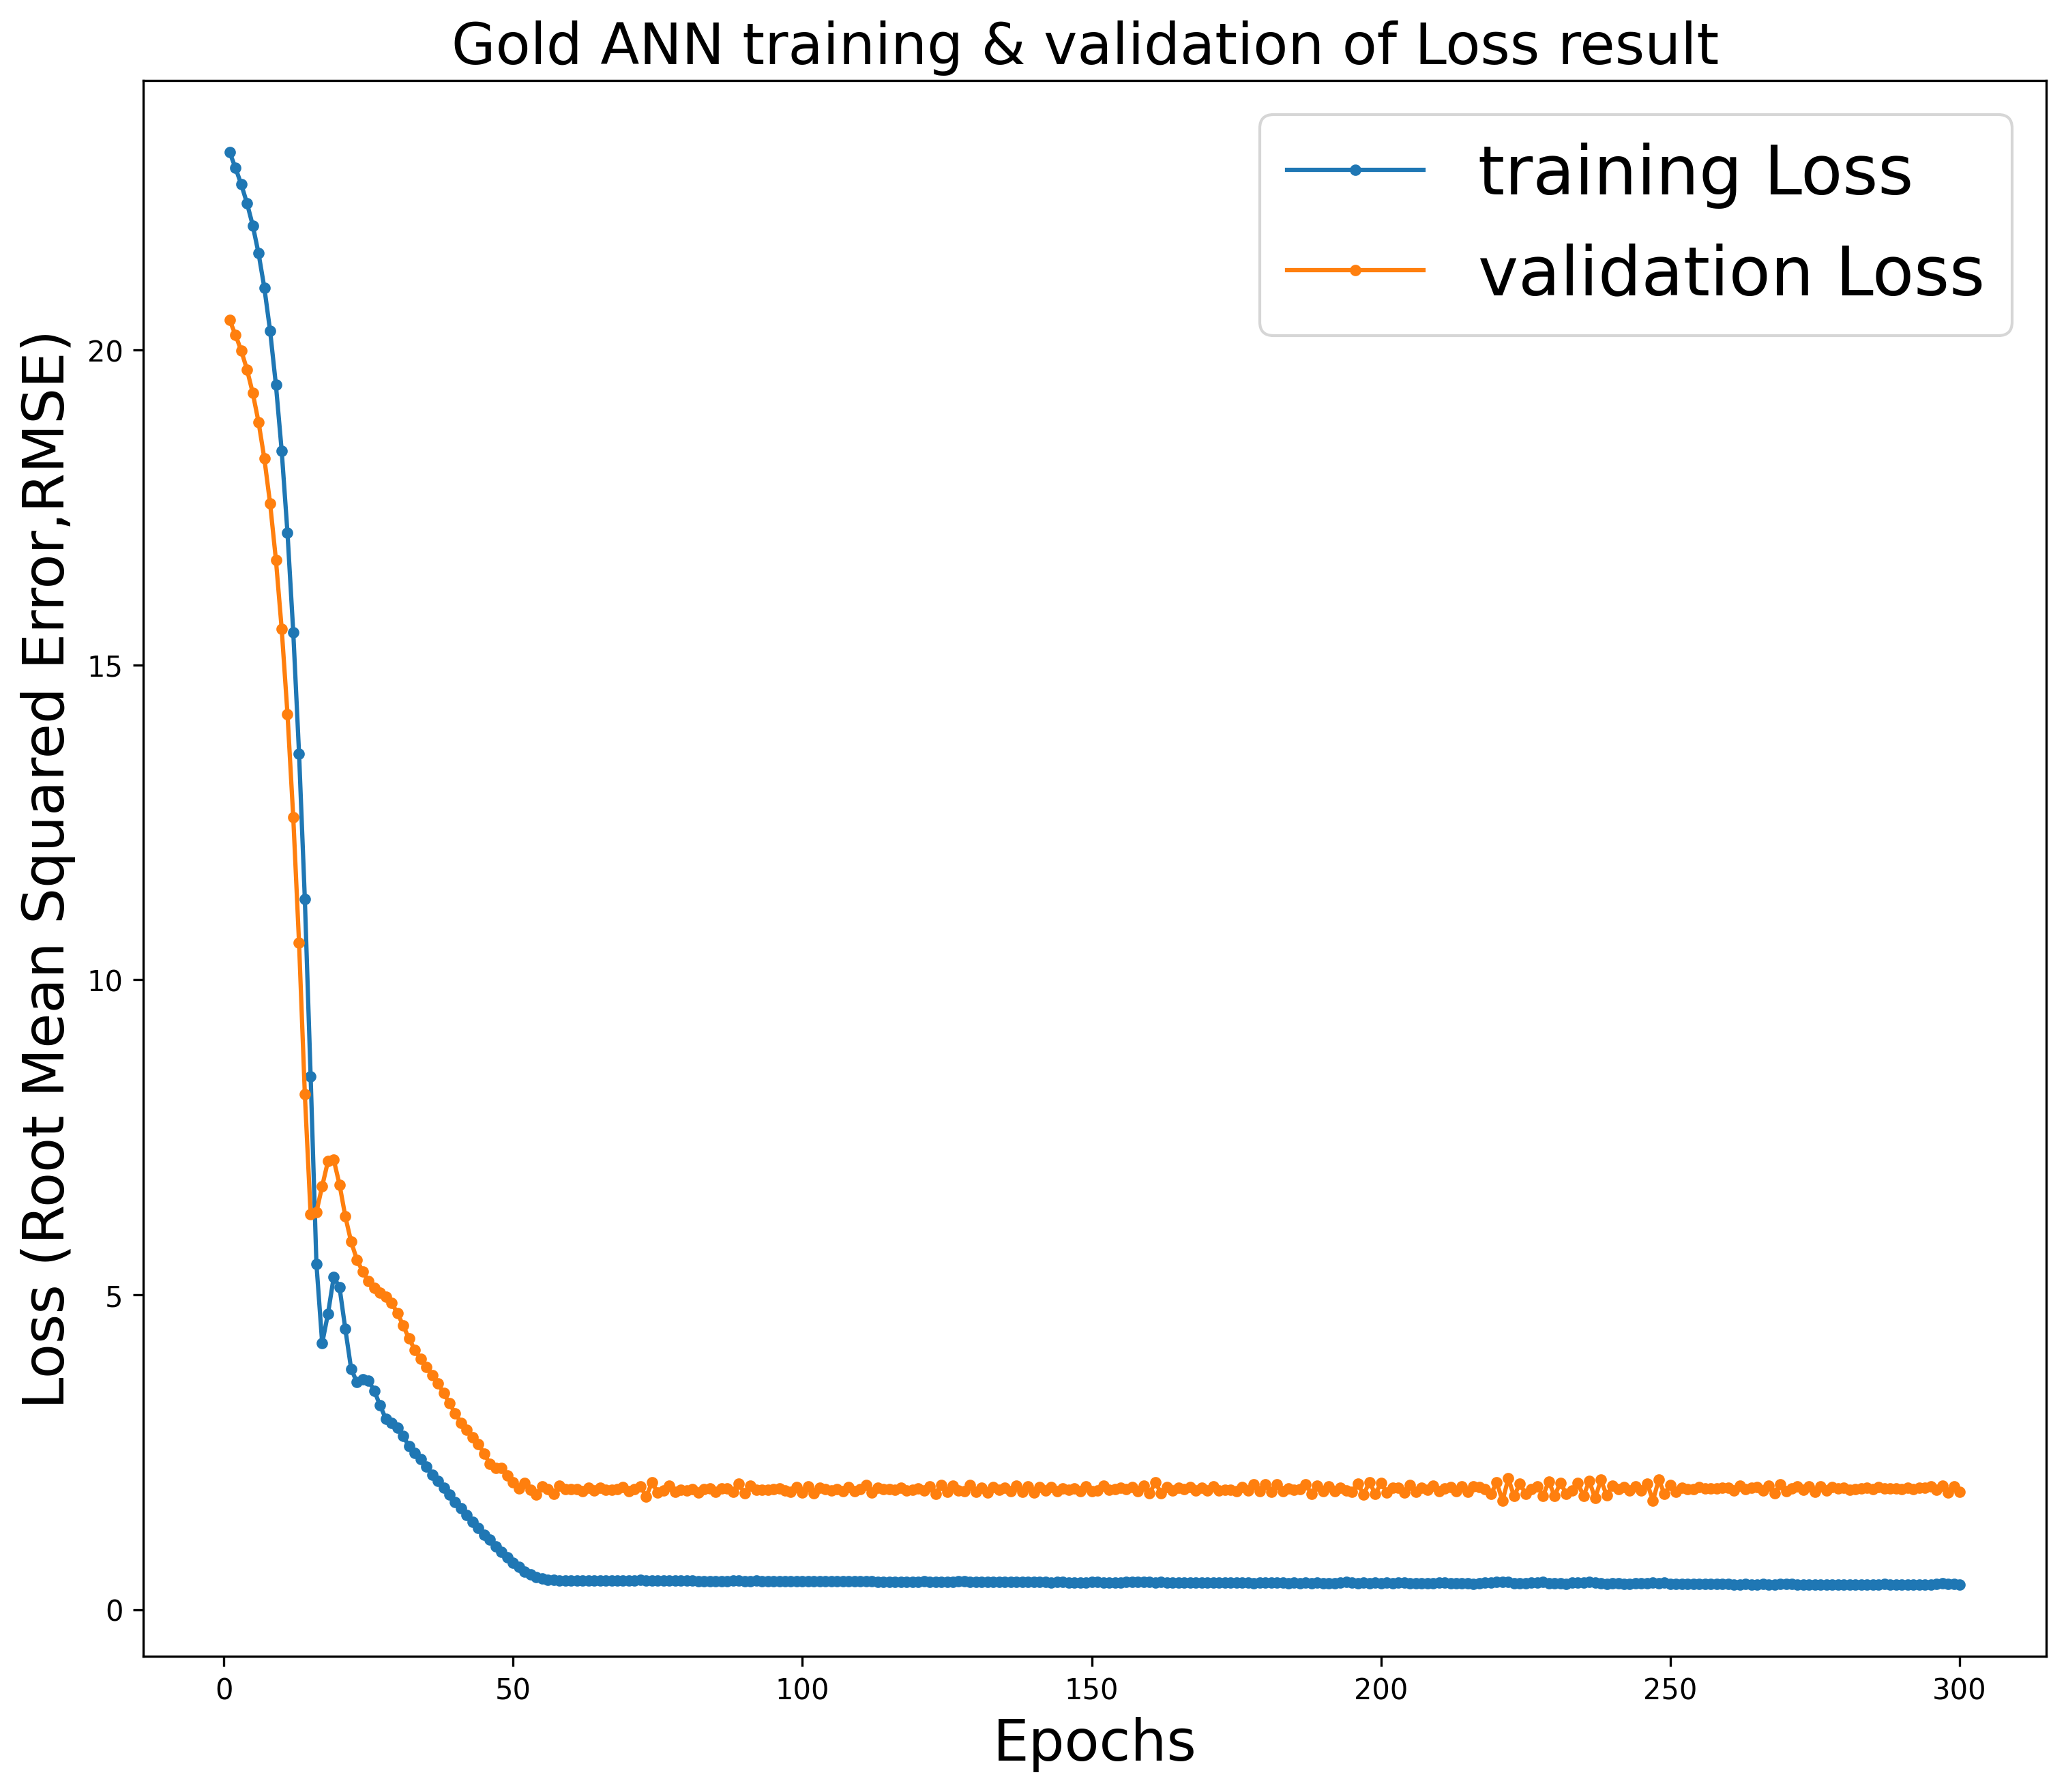 Gold ANN training & validation of Loss result
training Loss
validation Loss
Loss (Root Mean Squared Error,RMSE)
20
15
10
5
0
0 50 100 150 200 250 300
Epochs